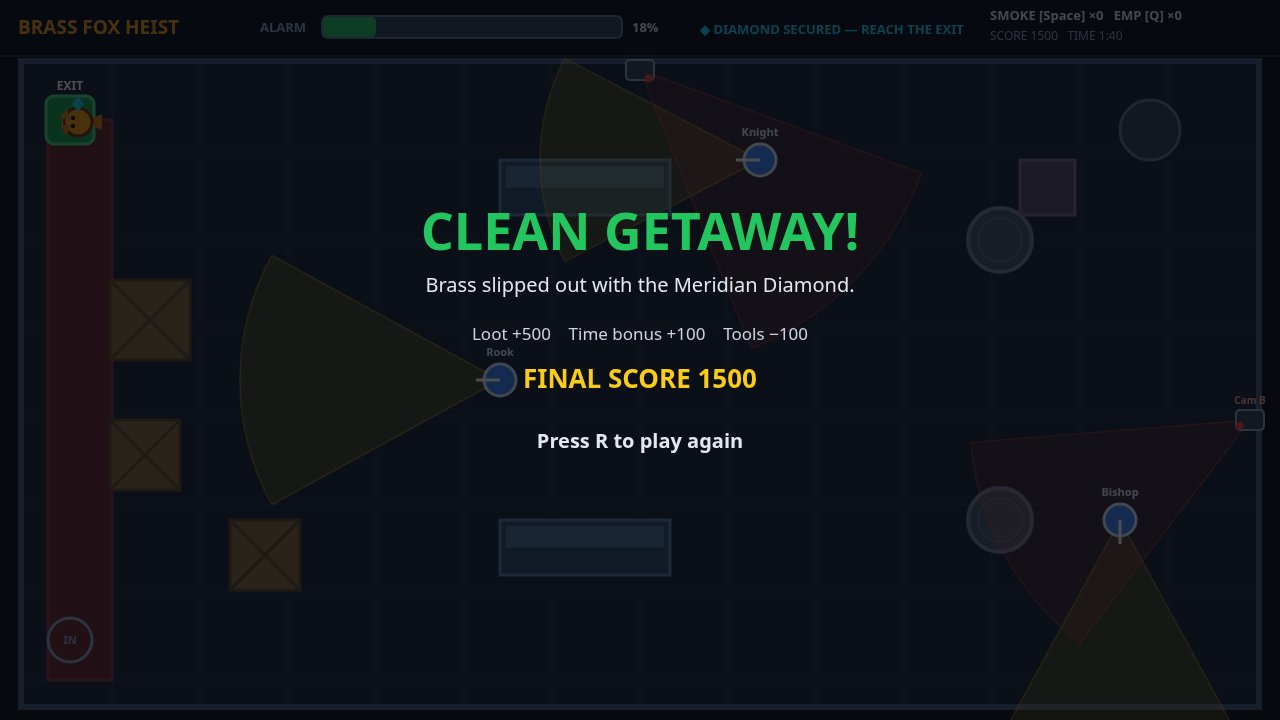 BRASS FOX HEIST
ALARM
18%
◆ DIAMOND SECURED — REACH THE EXIT
SMOKE [Space] ×0 EMP [Q] ×0
SCORE 1500 TIME 1:40
EXIT
Knight
CLEAN GETAWAY!
Brass slipped out with the Meridian Diamond.
Loot +500 Time bonus +100 Tools −100
Rook
FINAL SCORE 1500
Cam B
Press R to play again
Bishop
IN